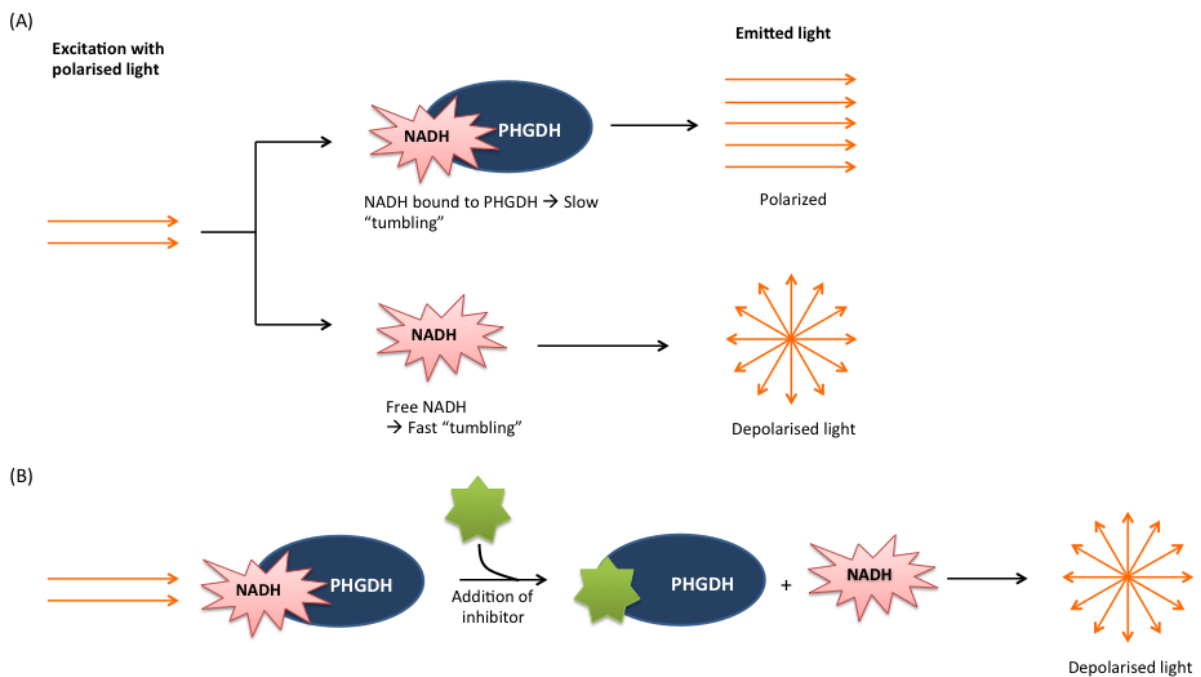 (A)
Excitation with
polarised light
Emitted light
NADH
PHGDH
NADH bound to PHGDH → Slow
“tumbling”
Polarized
NADH
Free NADH
→ Fast “tumbling”
Depolarised light
(B)
NADH
PHGDH
Addition of
inhibitor
PHGDH
+
NADH
Depolarised light